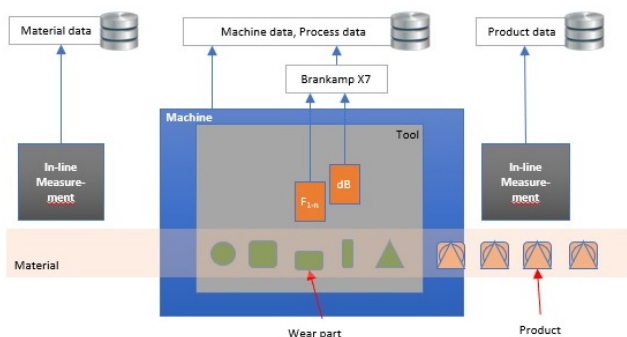 Material data
Machine data, Process data
Product data
Brankamp X7
Machine
Tool
In-line
Measure-
ment
F1-n
dB
In-line
Measure-
ment
Material
Wear part
Product